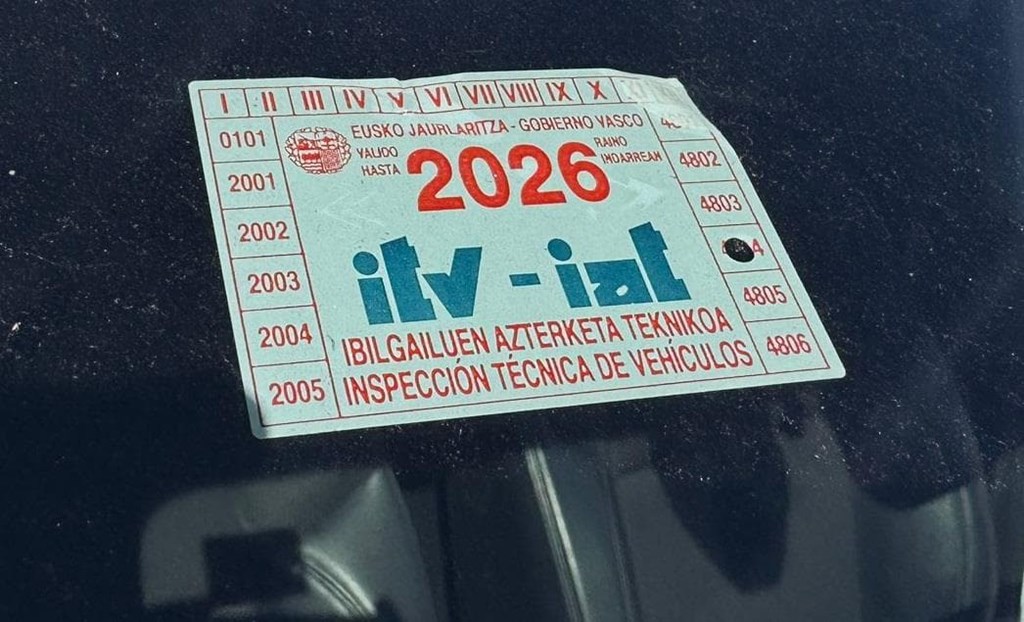 I II III IV V VI VII VIII IX X
0101
2001
2002
2003
2004
2005
EUSKO JAURLARITZA - GOBIERNO VASCO
VALIDO
HASTA
2026
RAINO
INDARREAN
itv - iat
IBILGAILUEN AZTERKETA TEKNIKOA
INSPECCIÓN TÉCNICA DE VEHÍCULOS
4802
4803
4805
4806